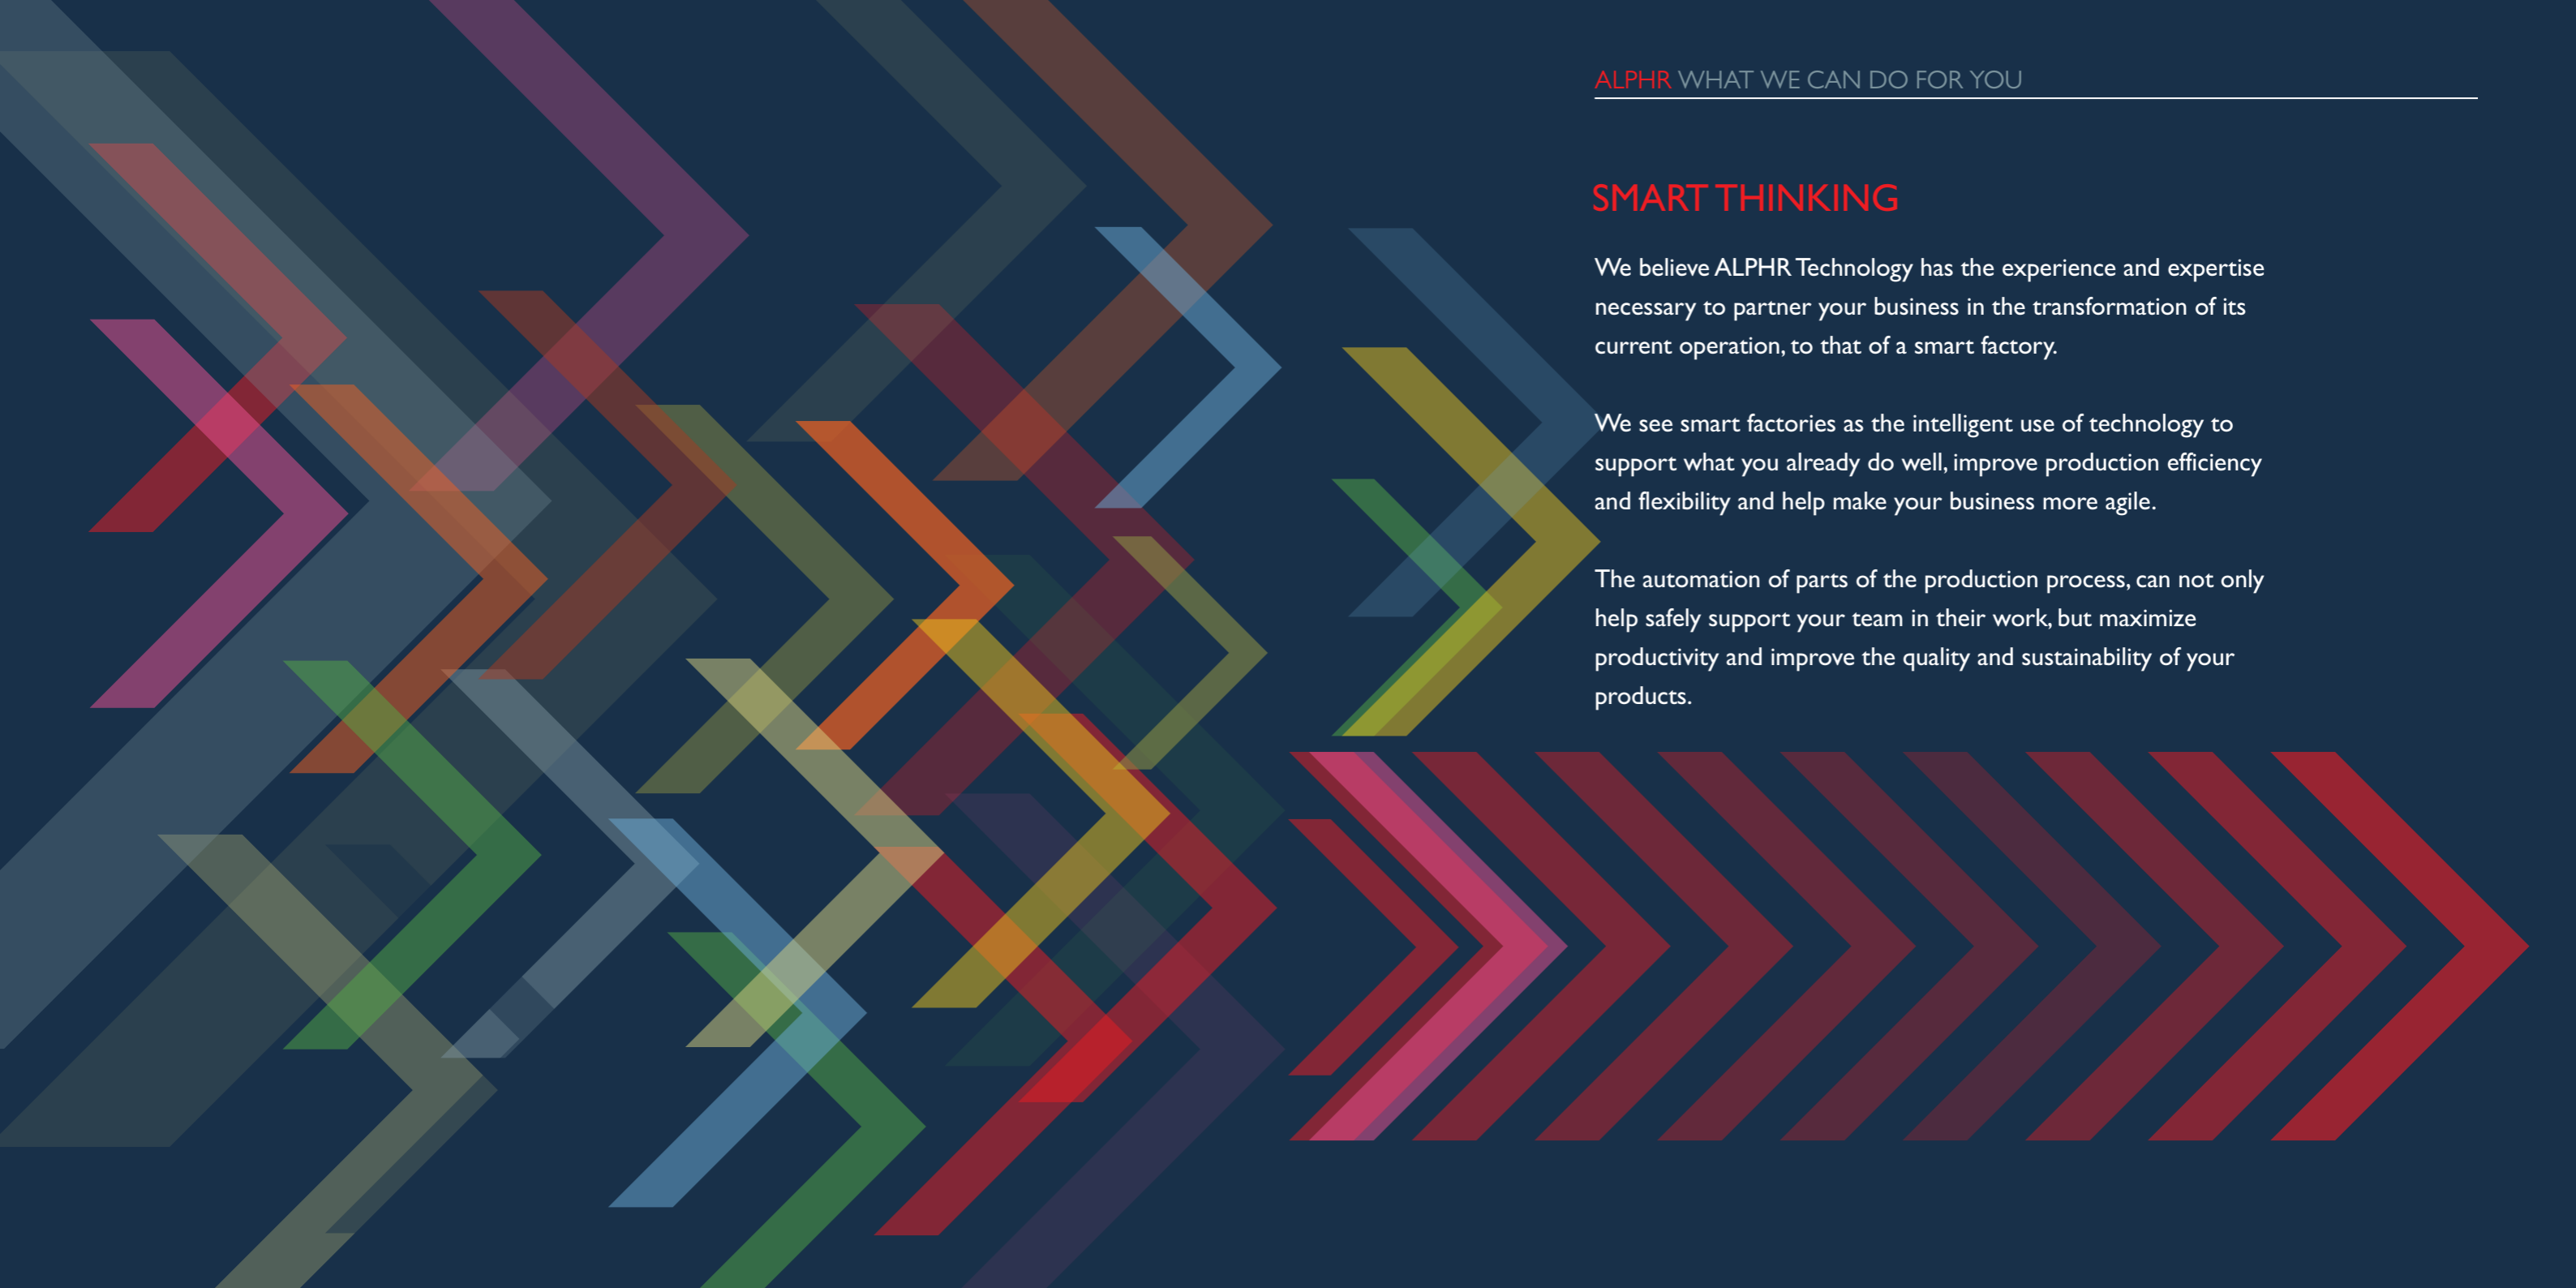 ALPHR WHAT WE CAN DO FOR YOU
SMART THINKING
We believe ALPHR Technology has the experience and expertise
necessary to partner your business in the transformation of its
current operation, to that of a smart factory.
We see smart factories as the intelligent use of technology to
support what you already do well, improve production efficiency
and flexibility and help make your business more agile.
The automation of parts of the production process, can not only
help safely support your team in their work, but maximize
productivity and improve the quality and sustainability of your
products.